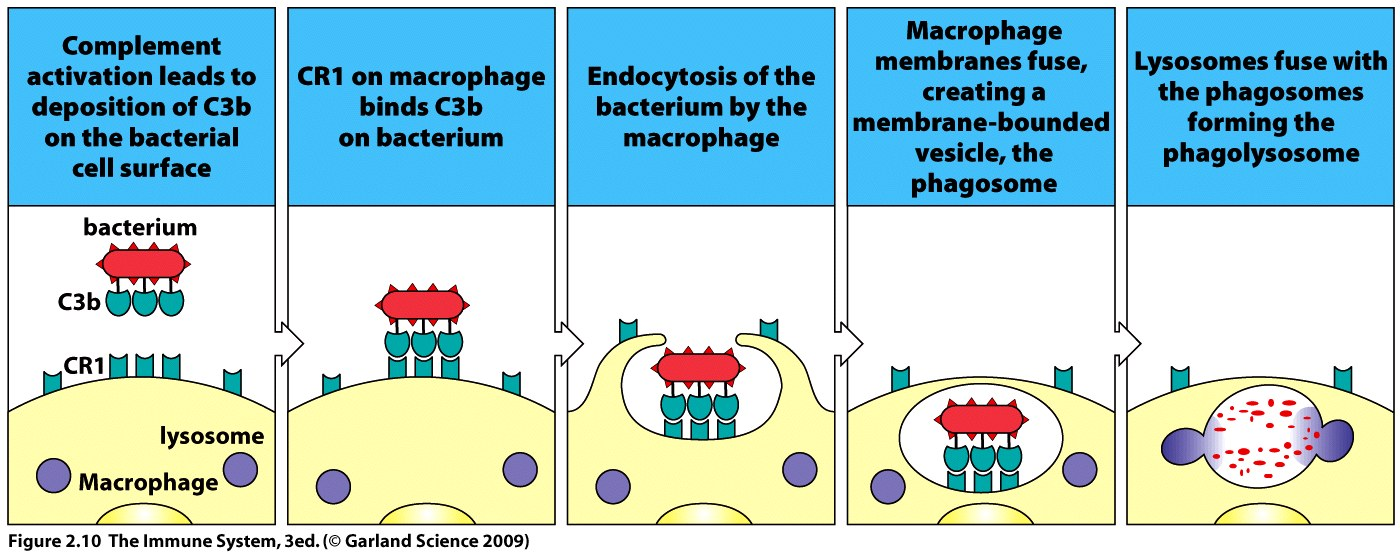 Complement
activation leads to
deposition of C3b
on the bacterial
cell surface
CR1 on macrophage
binds C3b
on bacterium
Endocytosis of the
bacterium by the
macrophage
Macrophage
membranes fuse,
creating a
membrane-bounded
vesicle, the
phagosome
Lysosomes fuse with
the phagosomes
forming the
phagolysosome
bacterium
C3b
CR1
lysosome
Macrophage
Figure 2.10 The Immune System, 3ed. (© Garland Science 2009)